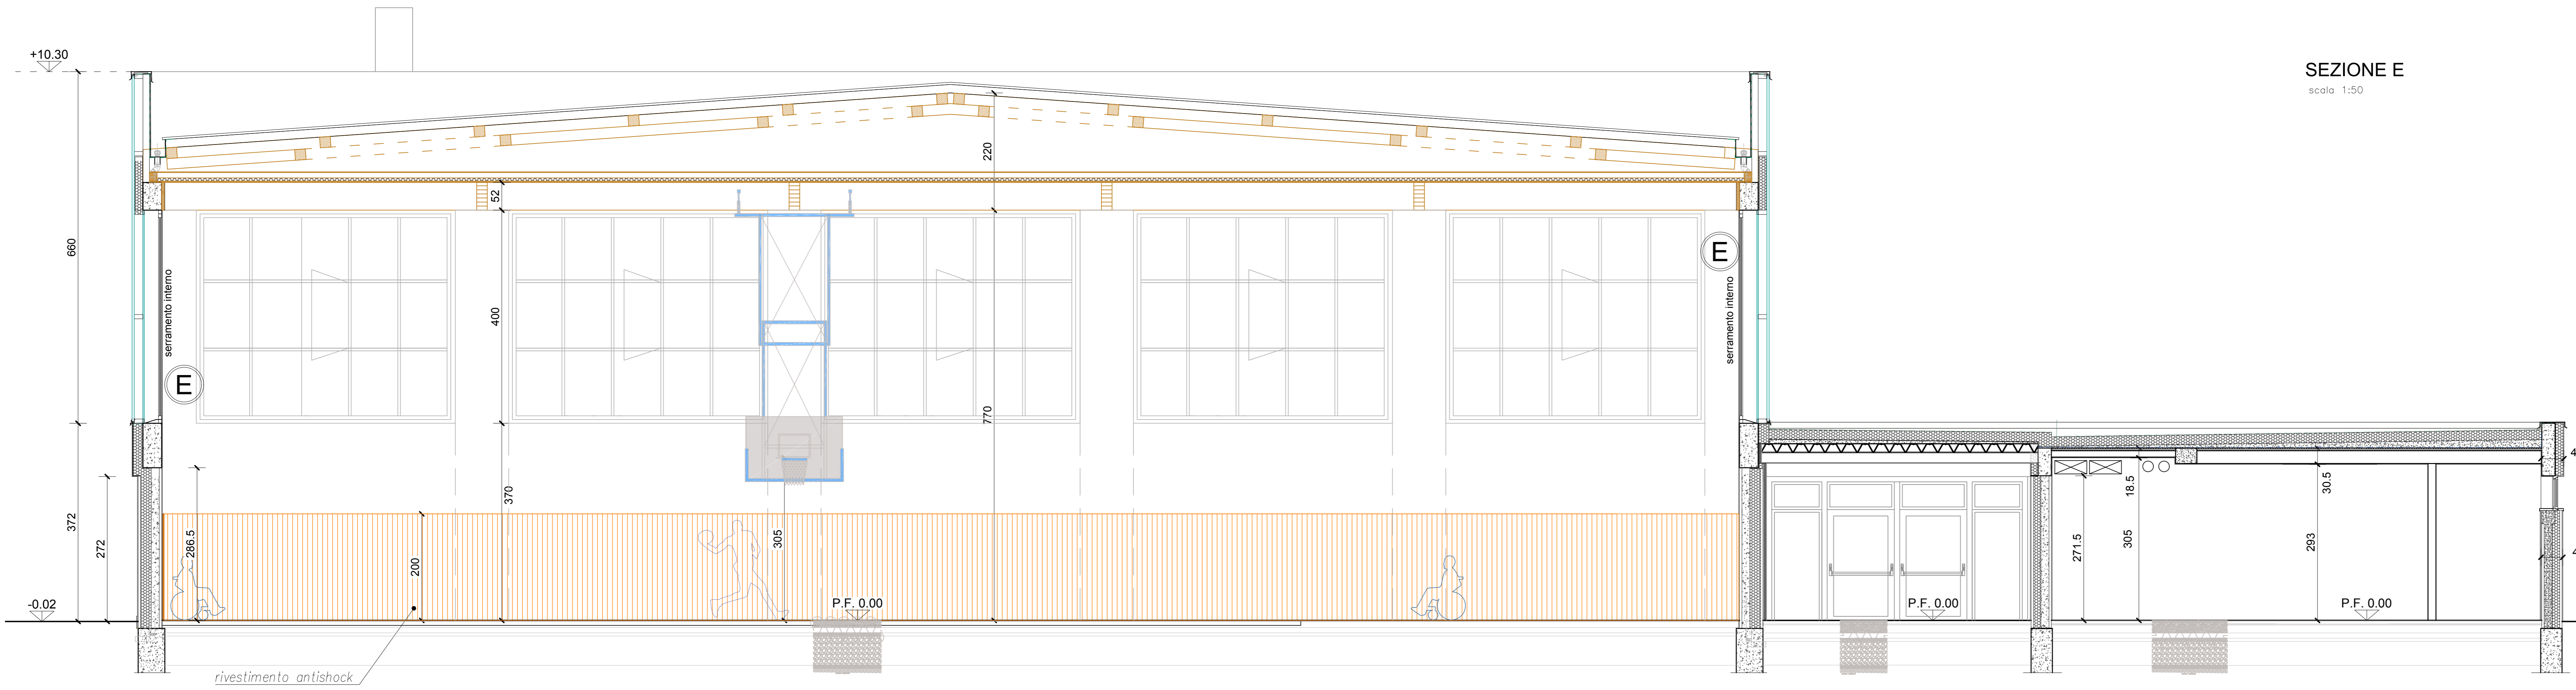 +10.30
SEZIONE E
scala 1:50
220
52
660
E
E
serramento interno
serramento interno
400
770
370
18.5
30.5
372
272
286.5
200
305
271.5
305
293
4
4
-0.02
P.F. 0.00
P.F. 0.00
P.F. 0.00
rivestimento antishock